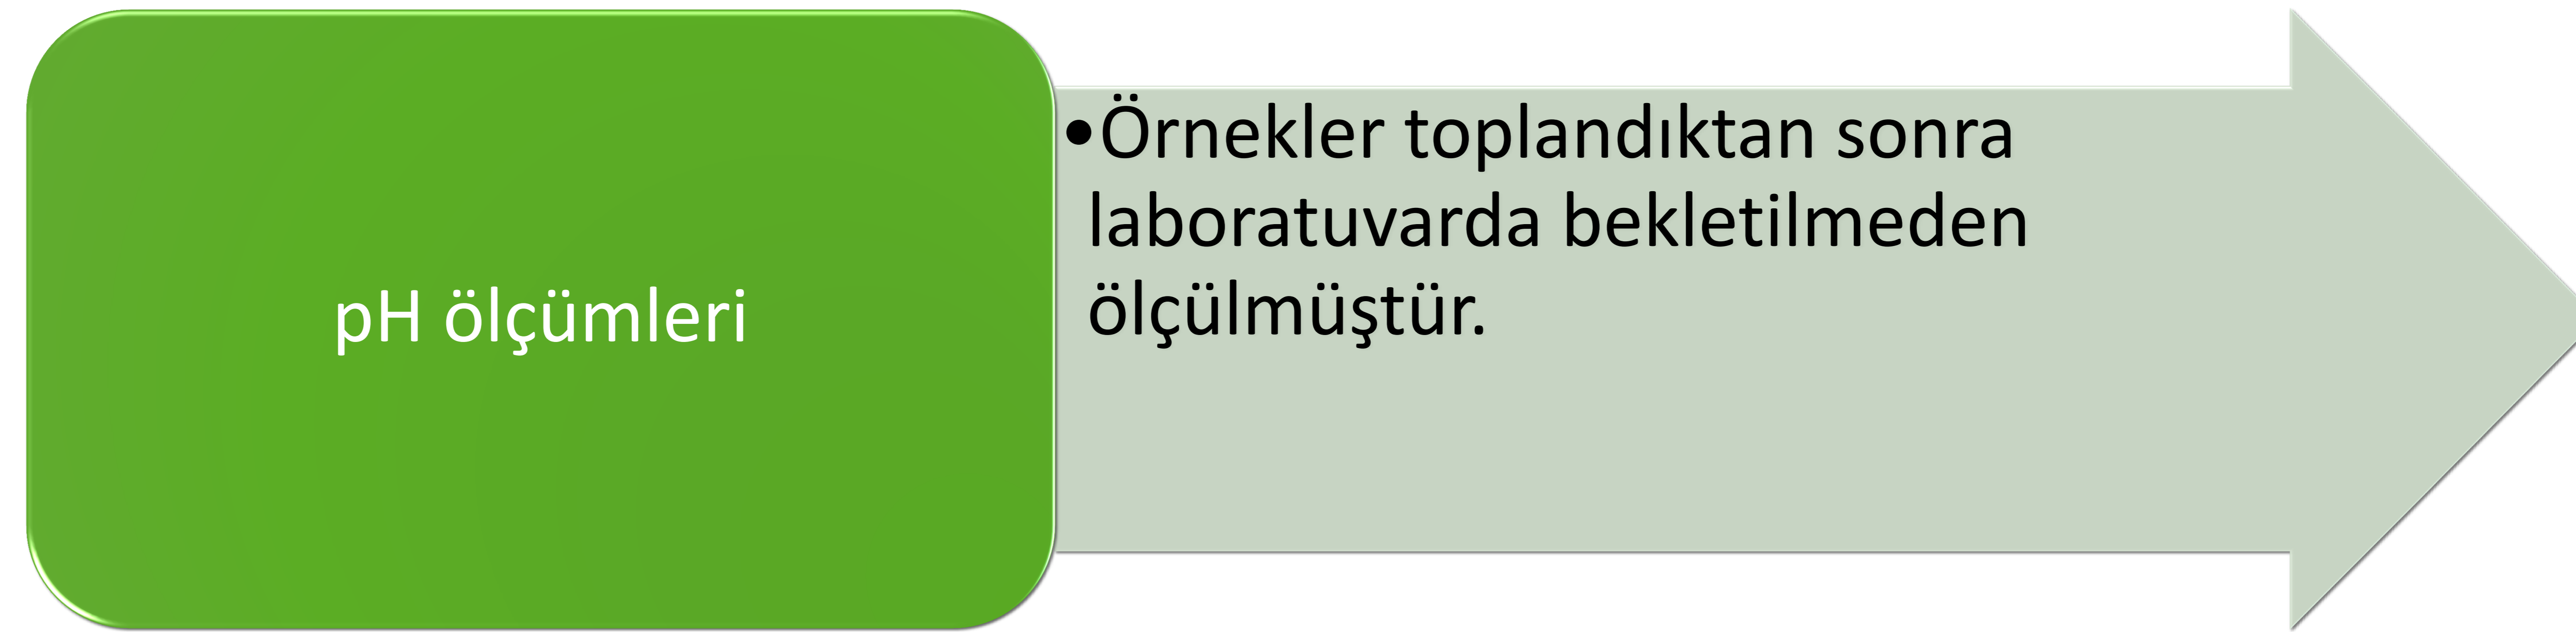 pH ölçümleri
•Örnekler toplandıktan sonra
laboratuvarda bekletilmeden
ölçülmüştür.